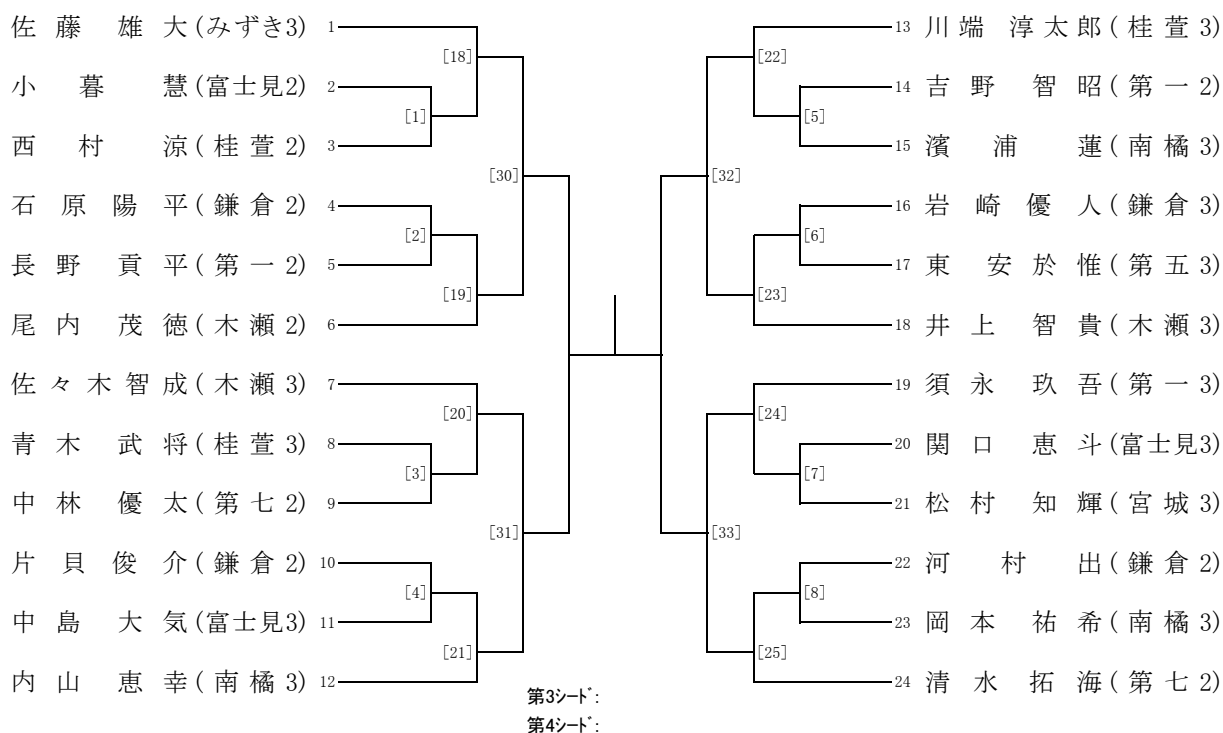 佐藤雄大(みずき3) 1
小暮慧(富士見2) 2
西村涼(桂萱2) 3
石原陽平(鎌倉2) 4
長野貢平(第一2) 5
尾内茂徳(木瀬2) 6
佐々木智成(木瀬3) 7
青木武将(桂萱3) 8
中林優太(第七2) 9
片貝俊介(鎌倉2) 10
中島大気(富士見3) 11
内山恵幸(南橘3) 12
[18]
[1]
[30]
[2]
[19]
[20]
[3]
[31]
[4]
[21]
13 川端淳太郎(桂萱3)
14 吉野智昭(第一2)
15 濱浦蓮(南橘3)
16 岩崎優人(鎌倉3)
17 東安於惟(第五3)
18 井上智貴(木瀬3)
19 須永玖吾(第一3)
20 関口恵斗(富士見3)
21 松村知輝(宮城3)
22 河村出(鎌倉2)
23 岡本祐希(南橘3)
24 清水拓海(第七2)
[22]
[5]
[32]
[6]
[23]
[24]
[7]
[33]
[8]
[25]
第3シード:
第4シード: